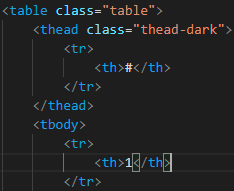 <table class="table">
<thead class="thead-dark">
<tr>
<th>#</th>
</tr>
</thead>
<tbody>
<tr>
<th>1</th>
</tr>